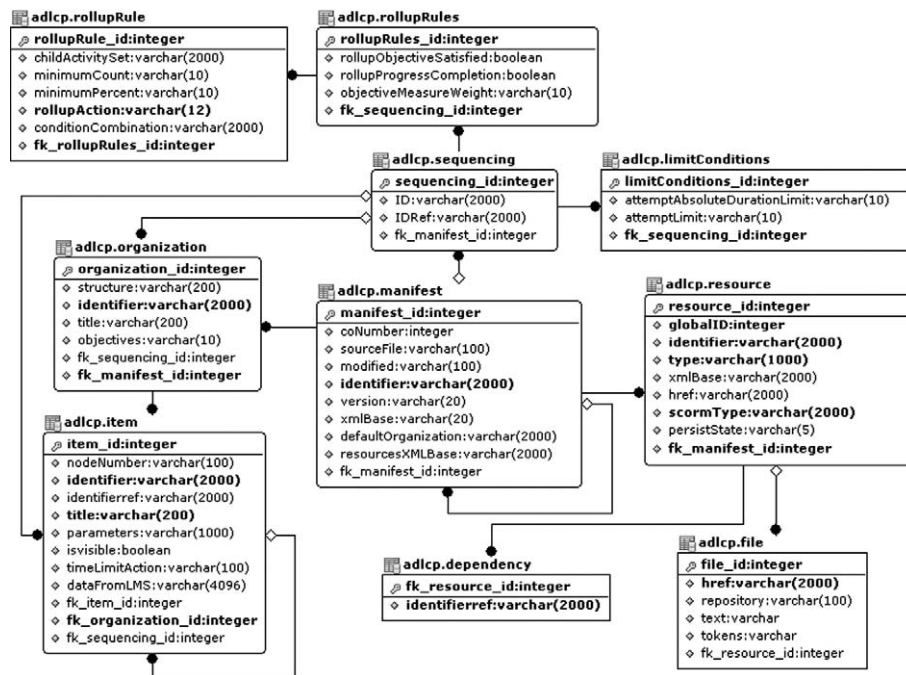 adlcp.rollupRule
rollupRule_id:integer
childActivitySet:varchar(2000)
minimumCount:varchar(10)
minimumPercent:varchar(10)
rollupAction:varchar(12)
conditionCombination:varchar(2000)
fk_rollupRules_id:integer
adlcp.rollupRules
rollupRules_id:integer
rollupObjectiveSatisfied:boolean
rollupProgressCompletion:boolean
objectiveMeasureWeight:varchar(10)
fk_sequencing_id:integer
adlcp.sequencing
sequencing_id:integer
ID:varchar(2000)
IDRef:varchar(2000)
fk_manifest_id:integer
adlcp.limitConditions
limitConditions_id:integer
attemptAbsoluteDurationLimit:varchar(10)
attemptLimit:varchar(10)
fk_sequencing_id:integer
adlcp.organization
organization_id:integer
structure:varchar(200)
identifier:varchar(2000)
title:varchar(200)
objectives:varchar(10)
fk_sequencing_id:integer
fk_manifest_id:integer
adlcp.manifest
manifest_id:integer
coNumber:integer
sourceFile:varchar(100)
modified:varchar(100)
identifier:varchar(2000)
version:varchar(20)
xmlBase:varchar(20)
defaultOrganization:varchar(2000)
resourcesXMLBase:varchar(2000)
fk_manifest_id:integer
adlcp.resource
resource_id:integer
globalID:integer
identifier:varchar(2000)
type:varchar(1000)
xmlBase:varchar(2000)
href:varchar(2000)
scormType:varchar(2000)
persistState:varchar(5)
fk_manifest_id:integer
adlcp.item
item_id:integer
nodeNumber:varchar(100)
identifier:varchar(2000)
identifierref:varchar(2000)
title:varchar(200)
parameters:varchar(1000)
isvisible:boolean
timeLimitAction:varchar(100)
dataFromLMS:varchar(4096)
fk_item_id:integer
fk_organization_id:integer
fk_sequencing_id:integer
adlcp.dependency
fk_resource_id:integer
identifierref:varchar(2000)
adlcp.file
file_id:integer
href:varchar(2000)
repository:varchar(100)
text:varchar
tokens:varchar
fk_resource_id:integer